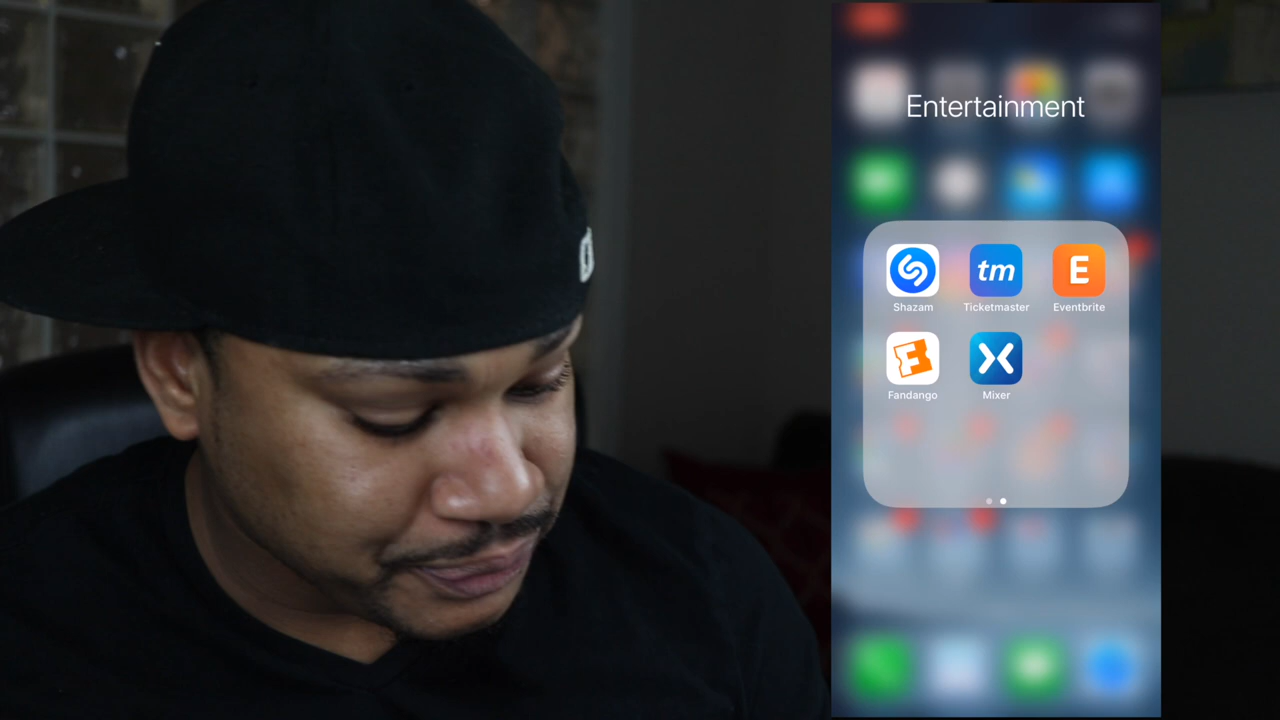 Entertainment
tm
E
Shazam
Ticketmaster
Eventbrite
F
Fandango
Mixer